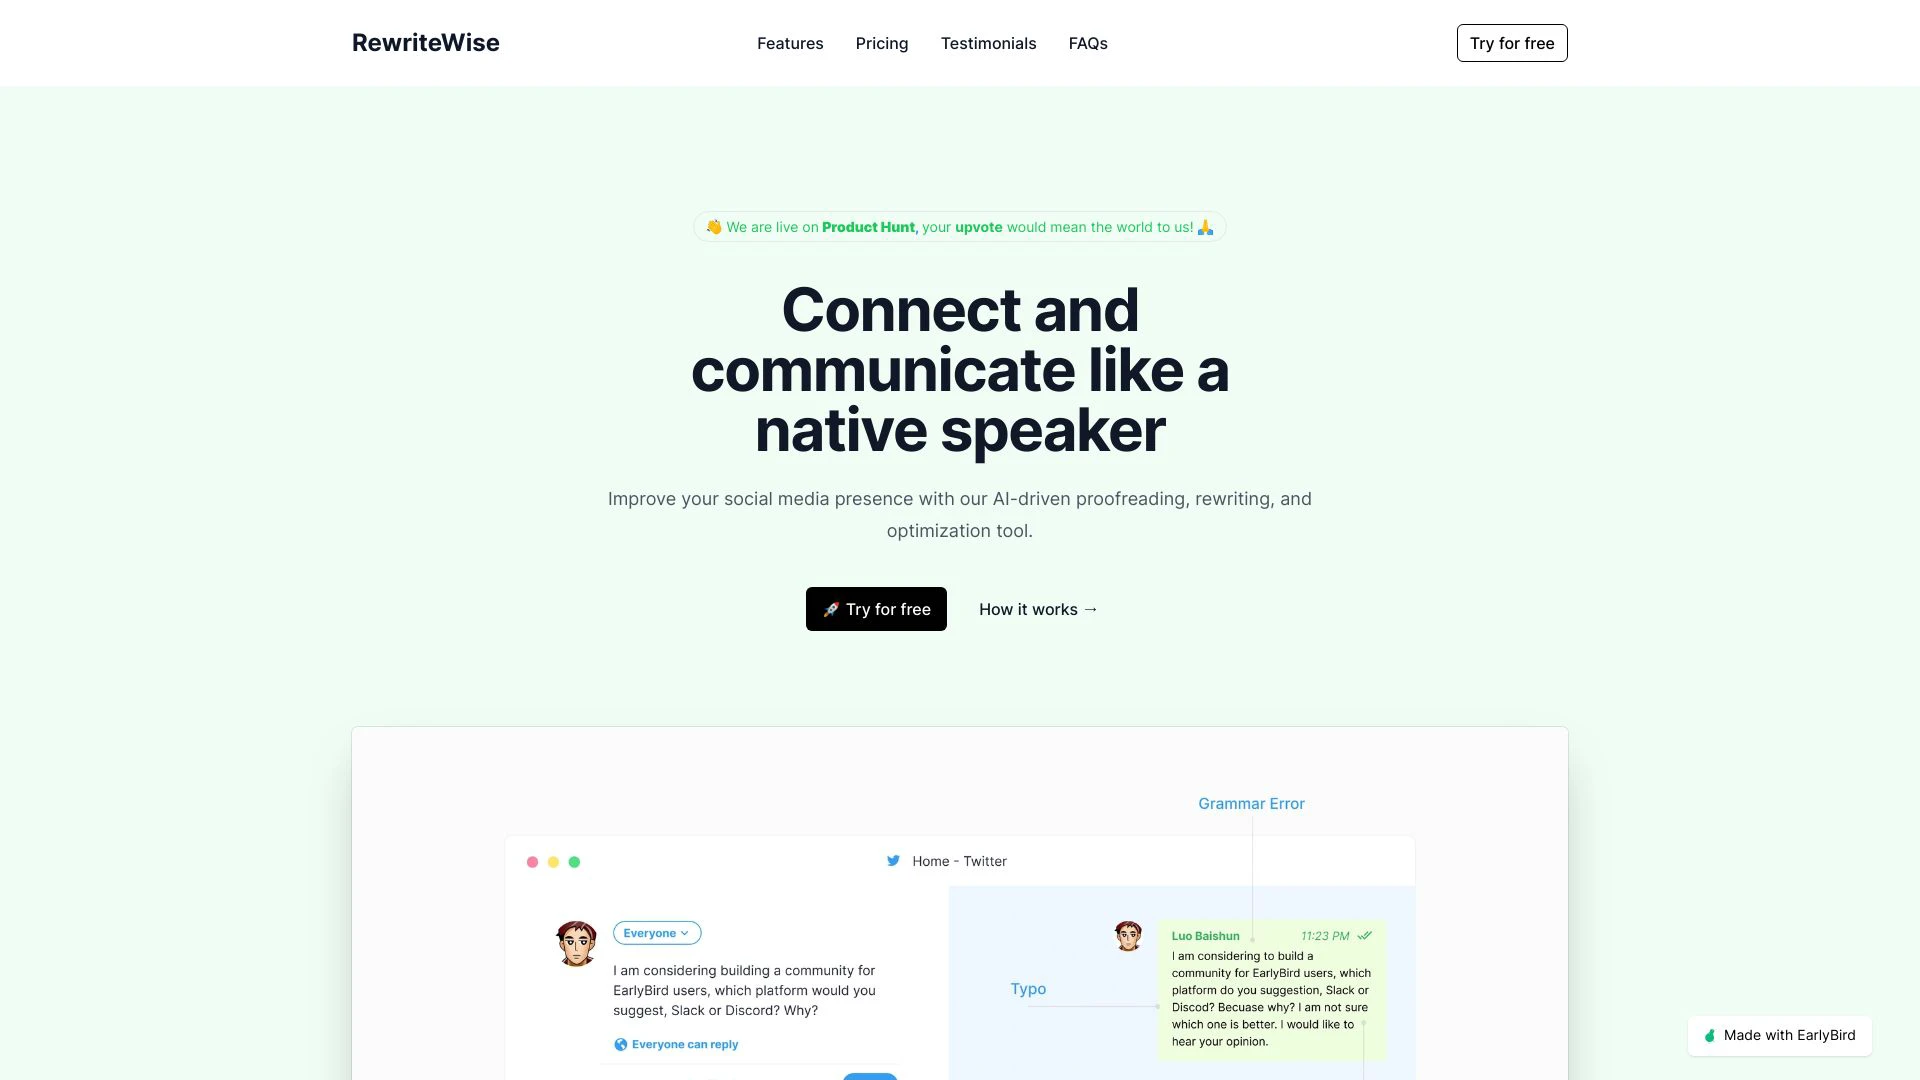 RewriteWise
Features
Pricing
Testimonials
FAQs
Try for free
👋 We are live on Product Hunt, your upvote would mean the world to us! 🙏
Connect and
communicate like a
native speaker
Improve your social media presence with our AI-driven proofreading, rewriting, and
optimization tool.
🚀 Try for free
How it works →
Grammar Error
Home - Twitter
Everyone
I am considering building a community for
EarlyBird users, which platform would you
suggest, Slack or Discord? Why?
Everyone can reply
Typo
Luo Baishun 11:23 PM
I am considering to build a
community for EarlyBird users, which
platform do you suggestion, Slack or
Discod? Becuase why? I am not sure
which one is better. I would like to
hear your opinion.
Made with EarlyBird